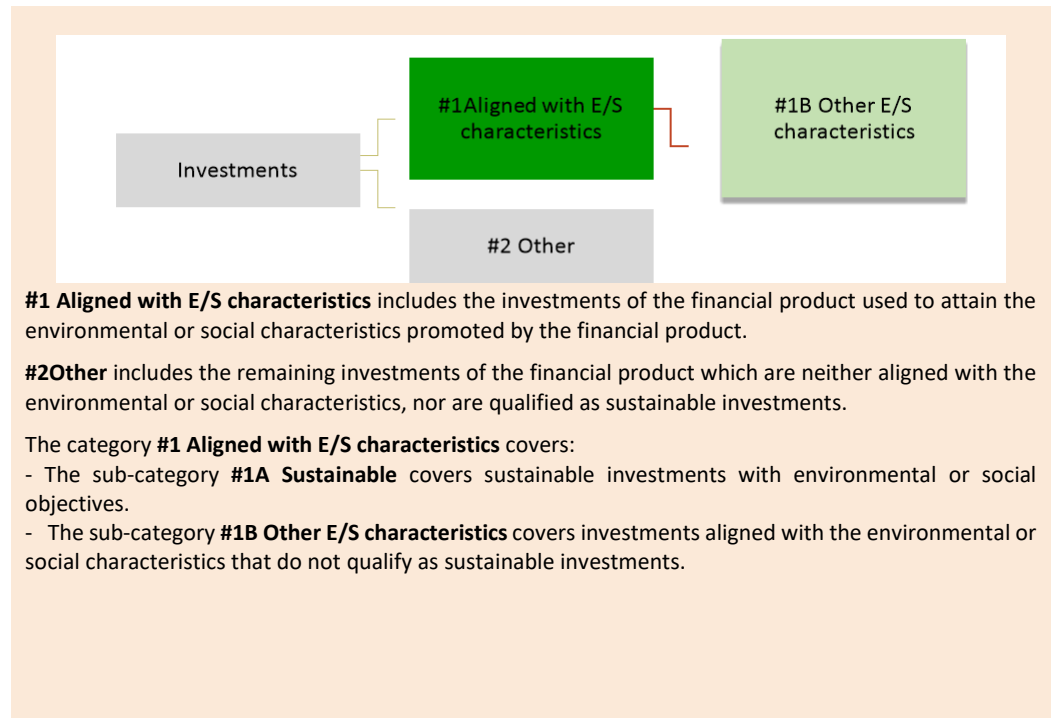 #1Aligned with E/S
characteristics
#1B Other E/S
characteristics
Investments
#2 Other
#1 Aligned with E/S characteristics includes the investments of the financial product used to attain the
environmental or social characteristics promoted by the financial product.
#2Other includes the remaining investments of the financial product which are neither aligned with the
environmental or social characteristics, nor are qualified as sustainable investments.
The category #1 Aligned with E/S characteristics covers:
- The sub-category #1A Sustainable covers sustainable investments with environmental or social
objectives.
- The sub-category #1B Other E/S characteristics covers investments aligned with the environmental or
social characteristics that do not qualify as sustainable investments.